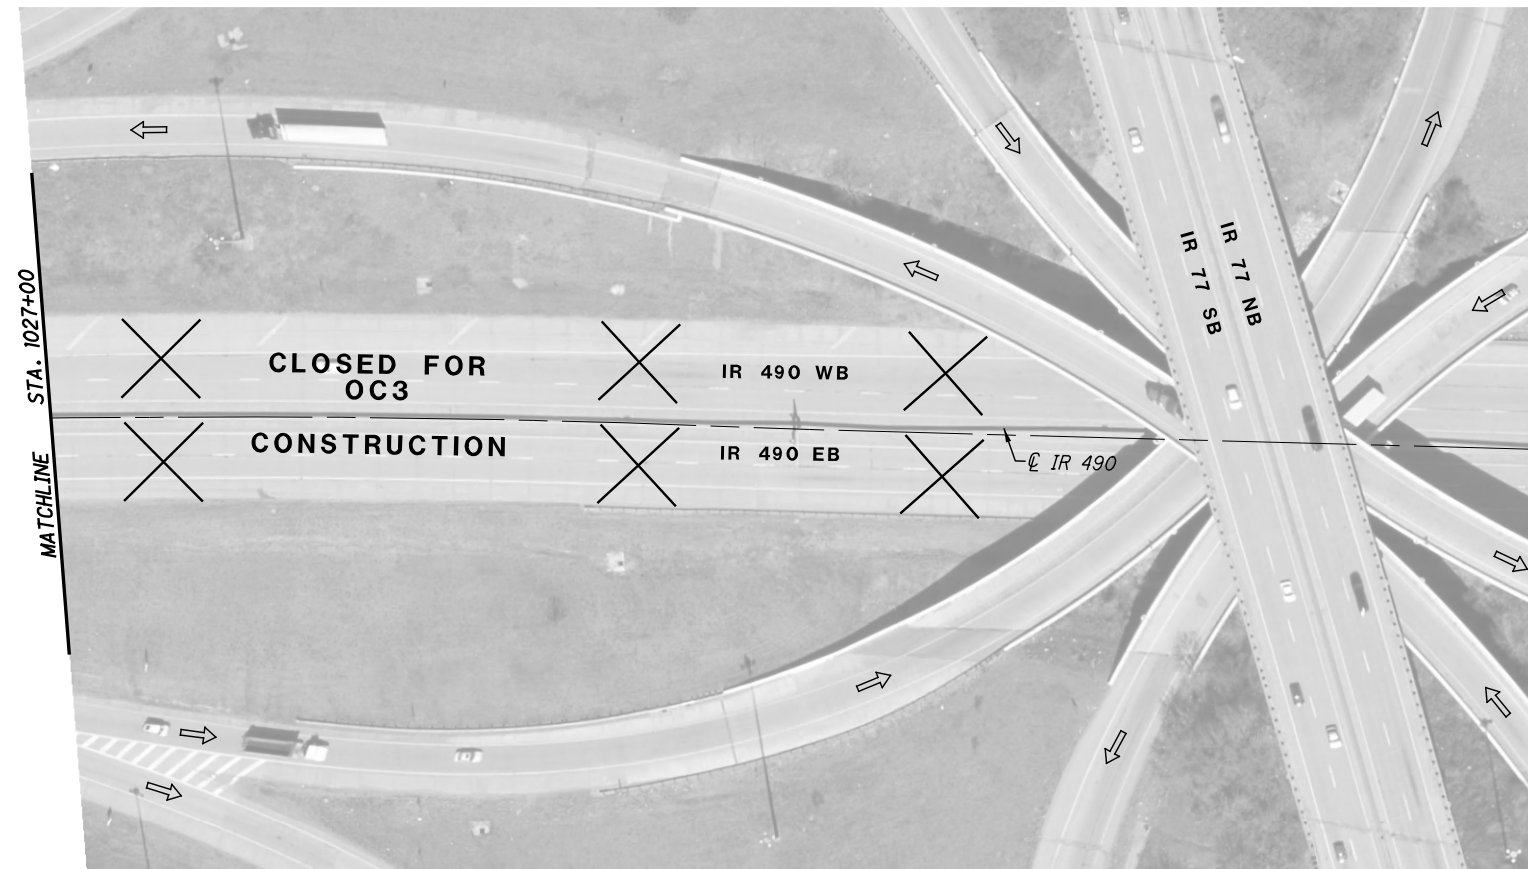 MATCHLINE STA. 1027+00
CLOSED FOR
OC3
CONSTRUCTION
IR 490 WB
IR 490 EB
℄ IR 490
IR 77 SB
IR 77 NB